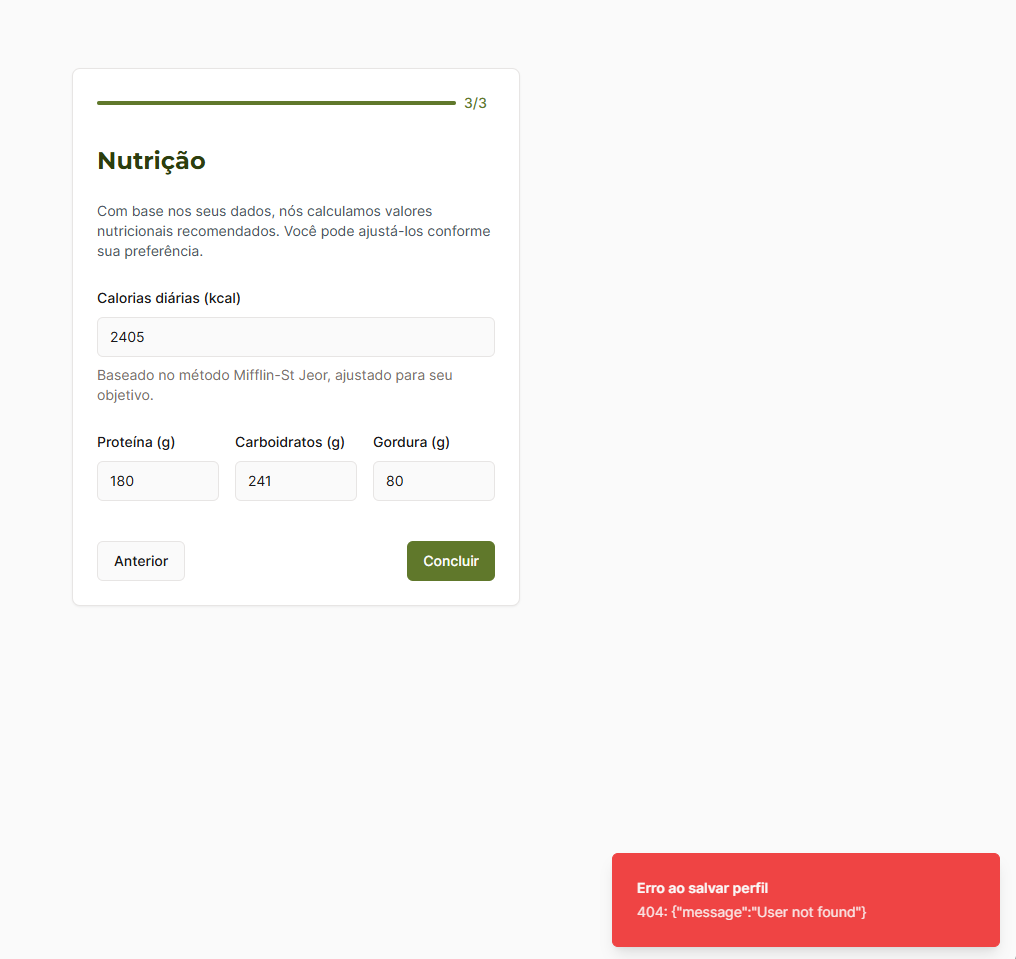 3/3
Nutrição
Com base nos seus dados, nós calculamos valores
nutricionais recomendados. Você pode ajustá-los conforme
sua preferência.
Calorias diárias (kcal)
2405
Baseado no método Mifflin-St Jeor, ajustado para seu
objetivo.
Proteína (g) Carboidratos (g) Gordura (g)
180 241 80
Anterior Concluir
Erro ao salvar perfil
404: {"message":"User not found"}